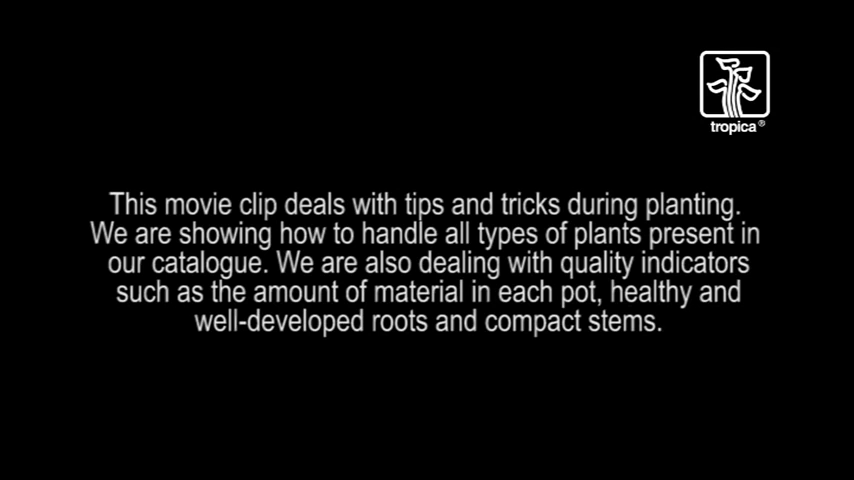 tropica®
This movie clip deals with tips and tricks during planting.
We are showing how to handle all types of plants present in
our catalogue. We are also dealing with quality indicators
such as the amount of material in each pot, healthy and
well-developed roots and compact stems.